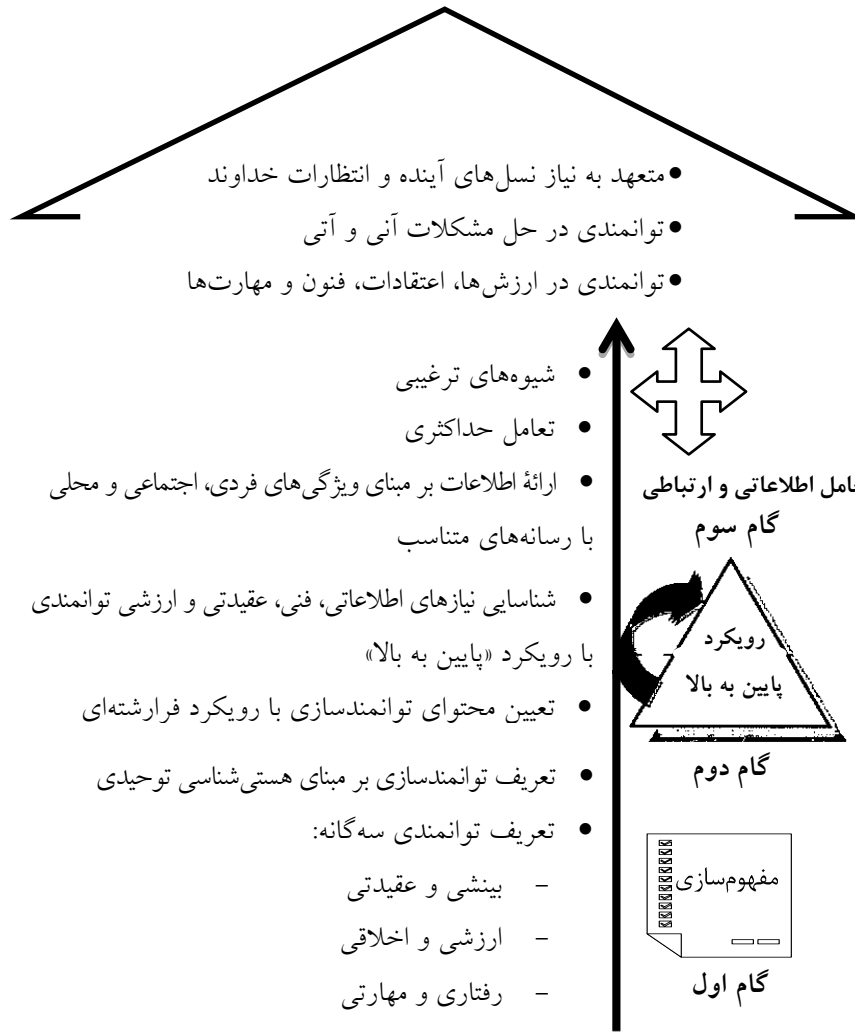 ●متعهد به نیاز نسل‌های آینده و انتظارات خداوند
●توانمندی در حل مشکلات آنی و آتی
●توانمندی در ارزش‌ها، اعتقادات، فنون و مهارت‌ها
● شیوه‌های ترغیبی
● تعامل حداکثری
● ارائهٔ اطلاعات بر مبنای ویژگی‌های فردی، اجتماعی و محلی
با رسانه‌های متناسب
اطلاعاتی و ارتباطی
گام سوم
● شناسایی نیازهای اطلاعاتی، فنی، عقیدتی و ارزشی توانمندی
با رویکرد «پایین به بالا»
● تعیین محتوای توانمندسازی با رویکرد فرارشته‌ای
رویکرد
پایین به بالا
گام دوم
● تعریف توانمندسازی بر مبنای هستی‌شناسی توحیدی
● تعریف توانمندی سه‌گانه:
– بینشی و عقیدتی
– ارزشی و اخلاقی
– رفتاری و مهارتی
مفهوم‌سازی
گام اول